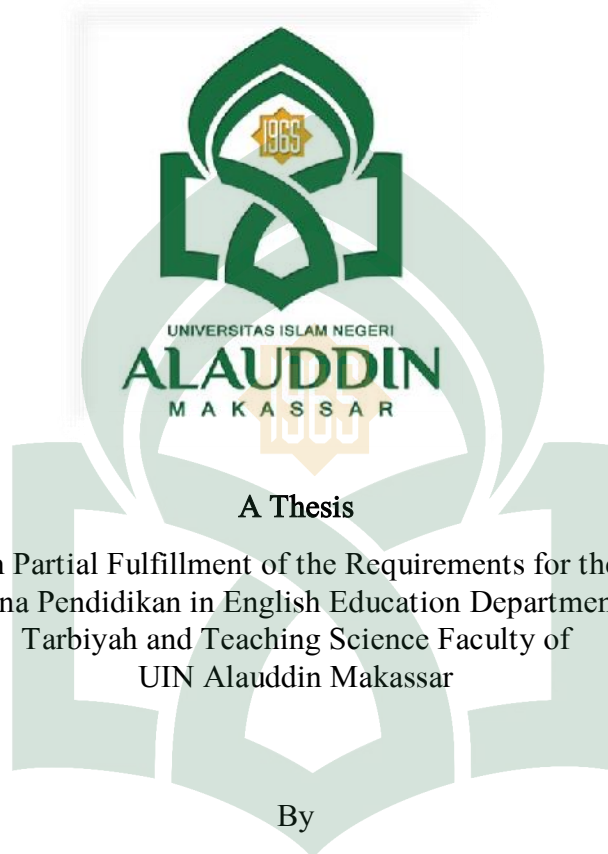 1965
UNIVERSITAS ISLAM NEGERI
ALAUDDIN
MAKASSAR
1965
A Thesis
Partial Fulfillment of the Requirements for the
Pendidikan in English Education
Tarbiyah and Teaching Science Faculty of
UIN Alauddin Makassar
By